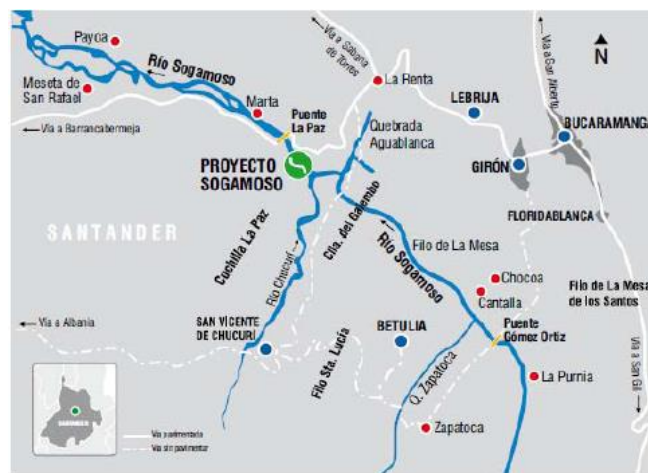 Payoa
Río Sogamoso
Meseta de
San Rafael
Marta
Vía a Barrancabermeja
Puente
La Paz
PROYECTO
SOGAMOSO
Vía a Sabana
de Torres
La Renta
LEBRIJA
Quebrada
Aguablanca
Vía a San Alberto
N
BUCARAMANGA
GIRÓN
FLORIDABLANCA
SANTANDER
Cuchilla La Paz
Río Chucurí
Clla. del Galembo
Río Sogamoso
Filo de La Mesa
Chocoa
Cantalla
Filo de La Mesa
de los Santos
Vía a Albania
SAN VICENTE
DE CHUCURÍ
Filo Sta. Lucía
BETULIA
Q. Zapatoca
Puente
Gómez Ortiz
La Purnia
Zapatoca
Vía a San Gil
SANTANDER
Vía pavimentada
Vía sin pavimentar